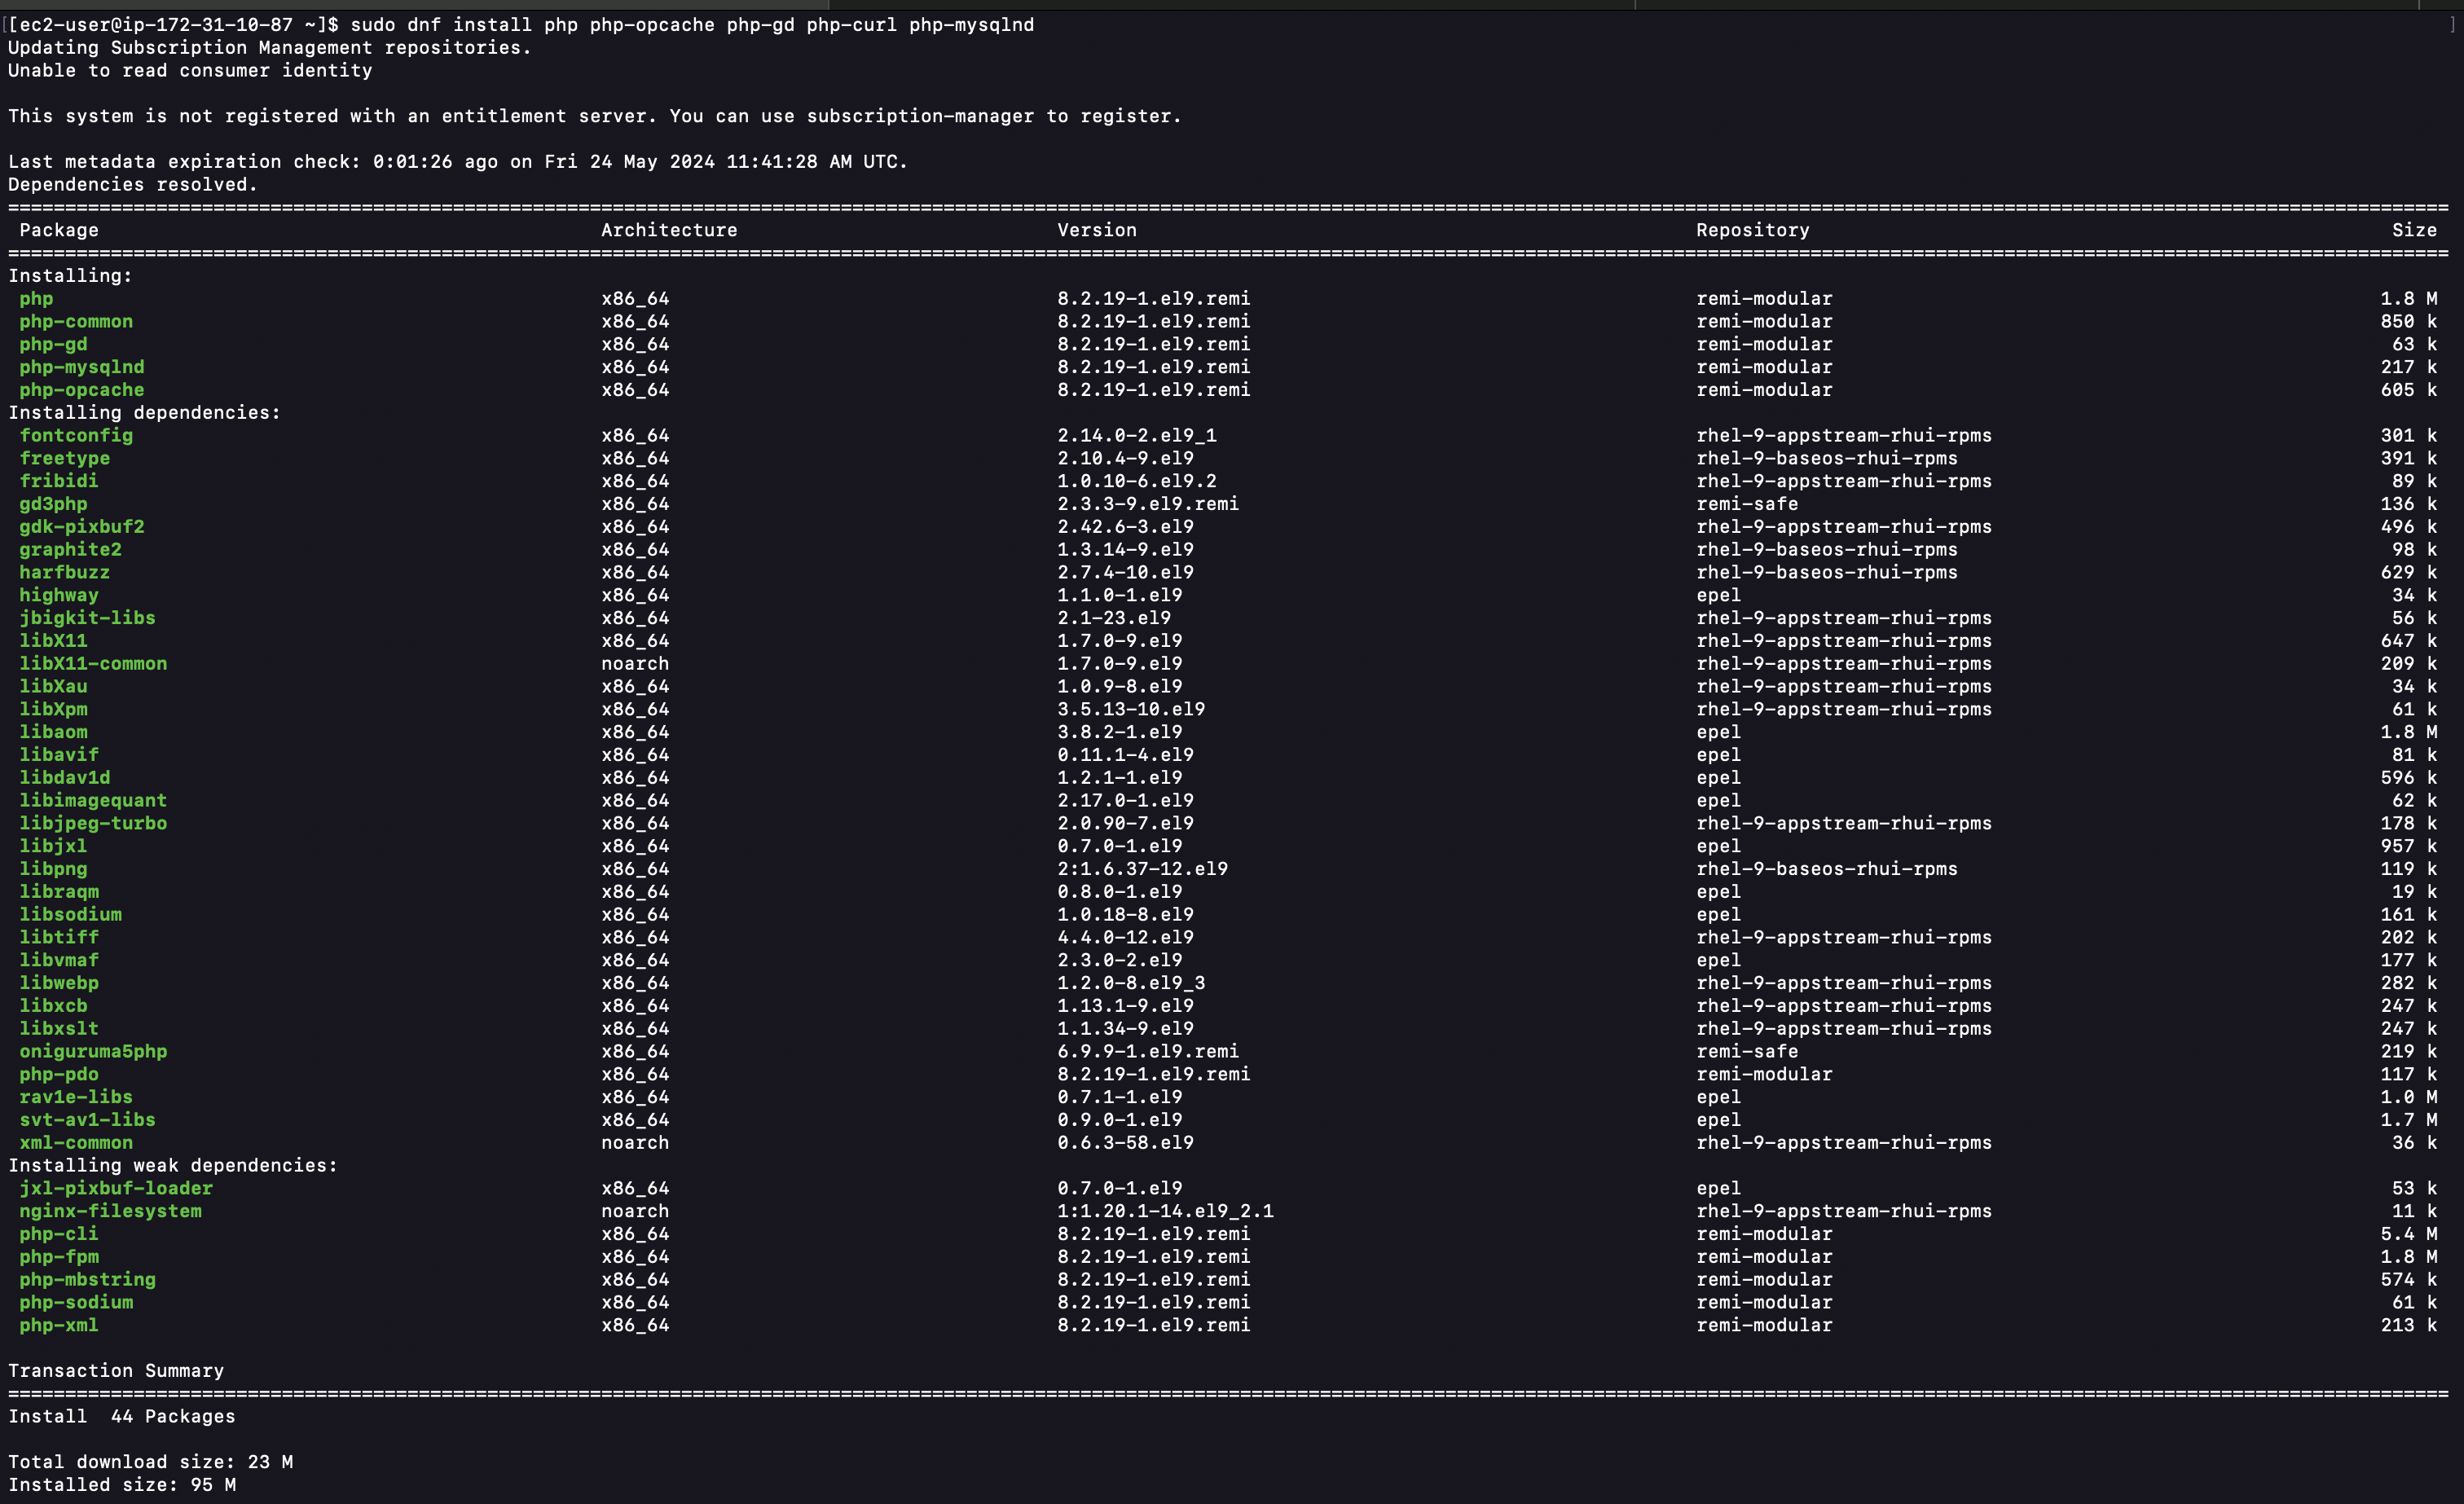 [[ec2-user@ip-172-31-10-87 ~]$ sudo dnf install php php-opcache php-gd php-curl php-mysqlnd ]
Updating Subscription Management repositories.
Unable to read consumer identity
This system is not registered with an entitlement server. You can use subscription-manager to register.
Last metadata expiration check: 0:01:26 ago on Fri 24 May 2024 11:41:28 AM UTC.
Dependencies resolved.
Package Architecture Version Repository Size
Installing:
php x86_64 8.2.19-1.el9.remi remi-modular 1.8 M
php-common x86_64 8.2.19-1.el9.remi remi-modular 850 k
php-gd x86_64 8.2.19-1.el9.remi remi-modular 63 k
php-mysqlnd x86_64 8.2.19-1.el9.remi remi-modular 217 k
php-opcache x86_64 8.2.19-1.el9.remi remi-modular 605 k
Installing dependencies:
fontconfig x86_64 2.14.0-2.el9_1 rhel-9-appstream-rhui-rpms 301 k
freetype x86_64 2.10.4-9.el9 rhel-9-baseos-rhui-rpms 391 k
fribidi x86_64 1.0.10-6.el9.2 rhel-9-appstream-rhui-rpms 89 k
gd3php x86_64 2.3.3-9.el9.remi remi-safe 136 k
gdk-pixbuf2 x86_64 2.42.6-3.el9 rhel-9-appstream-rhui-rpms 496 k
graphite2 x86_64 1.3.14-9.el9 rhel-9-baseos-rhui-rpms 98 k
harfbuzz x86_64 2.7.4-10.el9 rhel-9-baseos-rhui-rpms 629 k
highway x86_64 1.1.0-1.el9 epel 34 k
jbigkit-libs x86_64 2.1-23.el9 rhel-9-appstream-rhui-rpms 56 k
libX11 x86_64 1.7.0-9.el9 rhel-9-appstream-rhui-rpms 647 k
libX11-common noarch 1.7.0-9.el9 rhel-9-appstream-rhui-rpms 209 k
libXau x86_64 1.0.9-8.el9 rhel-9-appstream-rhui-rpms 34 k
libXpm x86_64 3.5.13-10.el9 rhel-9-appstream-rhui-rpms 61 k
libaom x86_64 3.8.2-1.el9 epel 1.8 M
libavif x86_64 0.11.1-4.el9 epel 81 k
libdav1d x86_64 1.2.1-1.el9 epel 596 k
libimagequant x86_64 2.17.0-1.el9 epel 62 k
libjpeg-turbo x86_64 2.0.90-7.el9 rhel-9-appstream-rhui-rpms 178 k
libjxl x86_64 0.7.0-1.el9 epel 957 k
libpng x86_64 2:1.6.37-12.el9 rhel-9-baseos-rhui-rpms 119 k
libraqm x86_64 0.8.0-1.el9 epel 19 k
libsodium x86_64 1.0.18-8.el9 epel 161 k
libtiff x86_64 4.4.0-12.el9 rhel-9-appstream-rhui-rpms 202 k
libvmaf x86_64 2.3.0-2.el9 epel 177 k
libwebp x86_64 1.2.0-8.el9_3 rhel-9-appstream-rhui-rpms 282 k
libxcb x86_64 1.13.1-9.el9 rhel-9-appstream-rhui-rpms 247 k
libxslt x86_64 1.1.34-9.el9 rhel-9-appstream-rhui-rpms 247 k
oniguruma5php x86_64 6.9.9-1.el9.remi remi-safe 219 k
php-pdo x86_64 8.2.19-1.el9.remi remi-modular 117 k
rav1e-libs x86_64 0.7.1-1.el9 epel 1.0 M
svt-av1-libs x86_64 0.9.0-1.el9 epel 1.7 M
xml-common noarch 0.6.3-58.el9 rhel-9-appstream-rhui-rpms 36 k
Installing weak dependencies:
jxl-pixbuf-loader x86_64 0.7.0-1.el9 epel 53 k
nginx-filesystem noarch 1:1.20.1-14.el9_2.1 rhel-9-appstream-rhui-rpms 11 k
php-cli x86_64 8.2.19-1.el9.remi remi-modular 5.4 M
php-fpm x86_64 8.2.19-1.el9.remi remi-modular 1.8 M
php-mbstring x86_64 8.2.19-1.el9.remi remi-modular 574 k
php-sodium x86_64 8.2.19-1.el9.remi remi-modular 61 k
php-xml x86_64 8.2.19-1.el9.remi remi-modular 213 k
Transaction Summary
Install 44 Packages
Total download size: 23 M
Installed size: 95 M